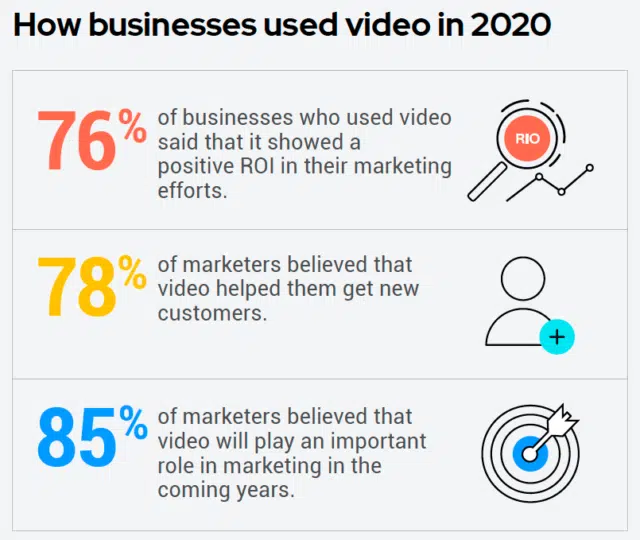 How businesses used video in 2020
76%
of businesses who used video
said that it showed a
positive ROI in their marketing
efforts.
RIO
78%
of marketers believed that
video helped them get new
customers.
+
85%
of marketers believed that
video will play an important
role in marketing in the
coming years.